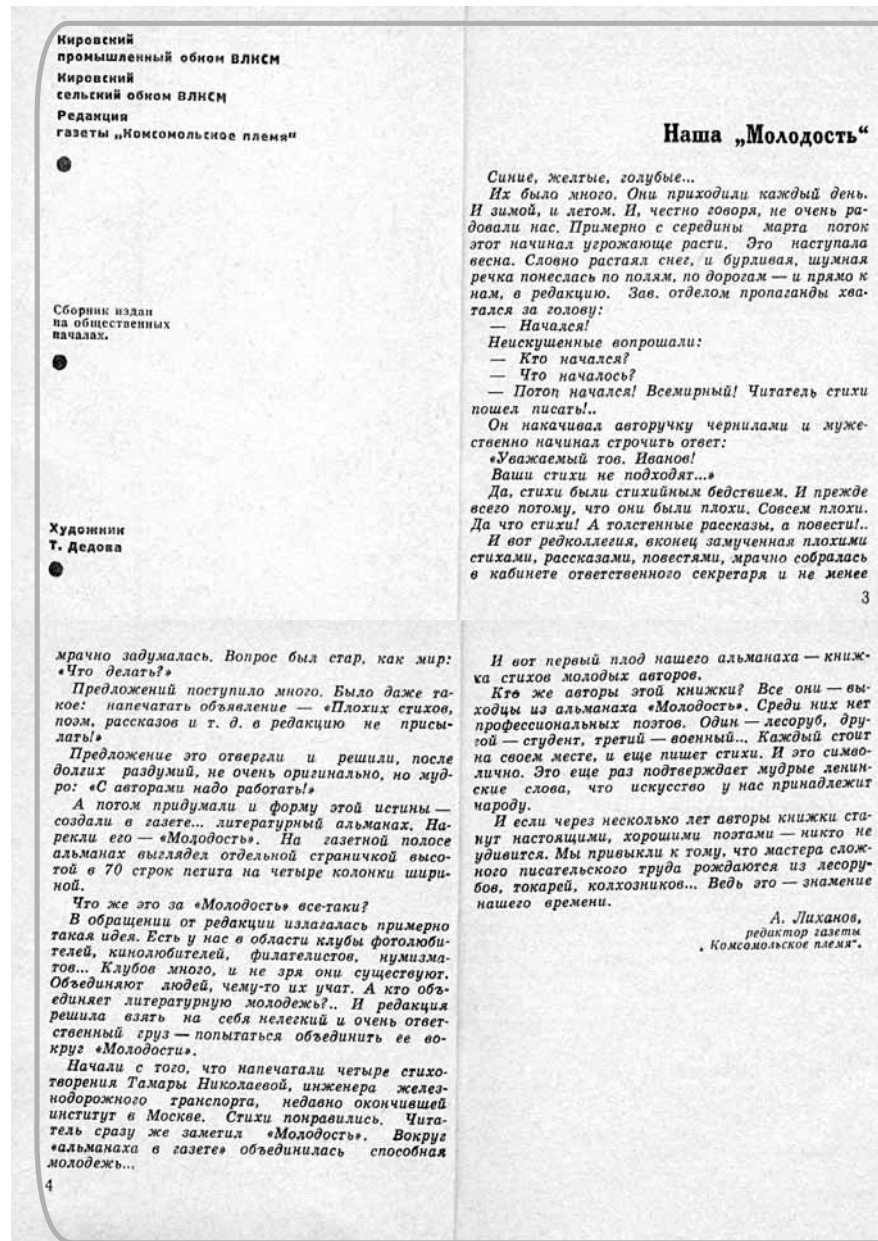 Кировский
промышленный обком ВЛКСМ
Кировский
сельский обком ВЛКСМ
Редакция
газеты „Комсомольское племя“
Сборник издан
на общественных
началах.
Художник
Т. Дедова
Наша „Молодость“
Синие, желтые, голубые...
Их было много. Они приходили каждый день.
И зимой, и летом. И, честно говоря, не очень ра-
довали нас. Примерно с середины марта поток
этот начинал угрожающе расти. Это наступала
весна. Словно растаял снег, и бурливая, шумная
речка понеслась по полям, по дорогам — и прямо к
нам, в редакцию. Зав. отделом пропаганды хва-
тался за голову:
— Начался!
Неискушенные вопрошали:
— Кто начался?
— Что началось?
— Потоп начался! Всемирный! Читатель стихи
пошел писать!..
Он накачивал авторучку чернилами и муже-
ственно начинал строчить ответ:
«Уважаемый тов. Иванов!
Ваши стихи не подходят...»
Да, стихи были стихийным бедствием. И прежде
всего потому, что они были плохи. Совсем плохи.
Да что стихи! А толстенные рассказы, а повести!..
И вот редколлегия, вконец замученная плохими
стихами, рассказами, повестями, мрачно собралась
в кабинете ответственного секретаря и не менее
3
мрачно задумалась. Вопрос был стар, как мир:
«Что делать?»
Предложений поступило много. Было даже та-
кое: напечатать объявление — «Плохих стихов,
поэм, рассказов и т. д. в редакцию не присы-
лать!»
Предложение это отвергли и решили, после
долгих раздумий, не очень оригинально, но муд-
ро: «С авторами надо работать!»
А потом придумали и форму этой истины —
создали в газете... литературный альманах. На-
рекли его — «Молодость». На газетной полосе
альманах выглядел отдельной страничкой высо-
той в 70 строк петита на четыре колонки шири-
ной.
Что же это за «Молодость» все-таки?
В обращении от редакции излагалась примерно
такая идея. Есть у нас в области клубы фотолюби-
телей, кинолюбителей, филателистов, нумизма-
тов... Клубов много, и не зря они существуют.
Объединяют людей, чему-то их учат. А кто объ-
единяет литературную молодежь?.. И редакция
решила взять на себя нелегкий и очень ответ-
ственный груз — попытаться объединить ее во-
круг «Молодости».
Начали с того, что напечатали четыре стихо-
творения Тамары Николаевой, инженера желез-
нодорожного транспорта, недавно окончившей
институт в Москве. Стихи понравились. Чита-
тель сразу же заметил «Молодость». Вокруг
«альманаха в газете» объединилась способная
молодежь...
4
И вот первый плод нашего альманаха — книж-
ка стихов молодых авторов.
Кто же авторы этой книжки? Все они — вы-
ходцы из альманаха «Молодость». Среди них нет
профессиональных поэтов. Один — лесоруб, дру-
гой — студент, третий — военный... Каждый стоит
на своем месте, и еще пишет стихи. И это симво-
лично. Это еще раз подтверждает мудрые ленин-
ские слова, что искусство у нас принадлежит
народу.
И если через несколько лет авторы книжки ста-
нут настоящими, хорошими поэтами — никто не
удивится. Мы привыкли к тому, что мастера слож-
ного писательского труда рождаются из лесору-
бов, токарей, колхозников... Ведь это — знамение
нашего времени.
А. Лиханов,
редактор газеты
„Комсомольское племя“.